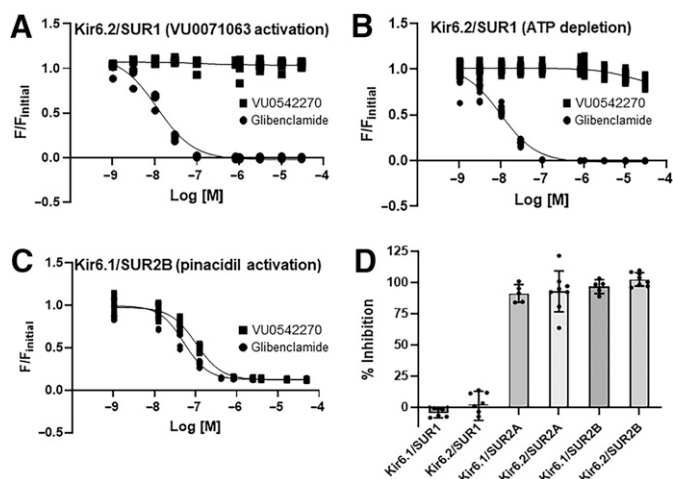 A
Kir6.2/SUR1 (VU0071063 activation)
1.5
1.0
0.5
0.0
−0.5
F/Finitial
VU0542270
Glibenclamide
−9
−8
−7
−6
−5
−4
Log [M]
B
Kir6.2/SUR1 (ATP depletion)
1.5
1.0
0.5
0.0
−0.5
F/Finitial
VU0542270
Glibenclamide
−9
−8
−7
−6
−5
−4
Log [M]
C
Kir6.1/SUR2B (pinacidil activation)
1.5
1.0
0.5
0.0
−0.5
F/Finitial
VU0542270
Glibenclamide
−9
−8
−7
−6
−5
−4
Log [M]
D
125
100
75
50
25
0
% Inhibition
Kir6.1/SUR1
Kir6.2/SUR1
Kir6.1/SUR2A
Kir6.2/SUR2A
Kir6.1/SUR2B
Kir6.2/SUR2B